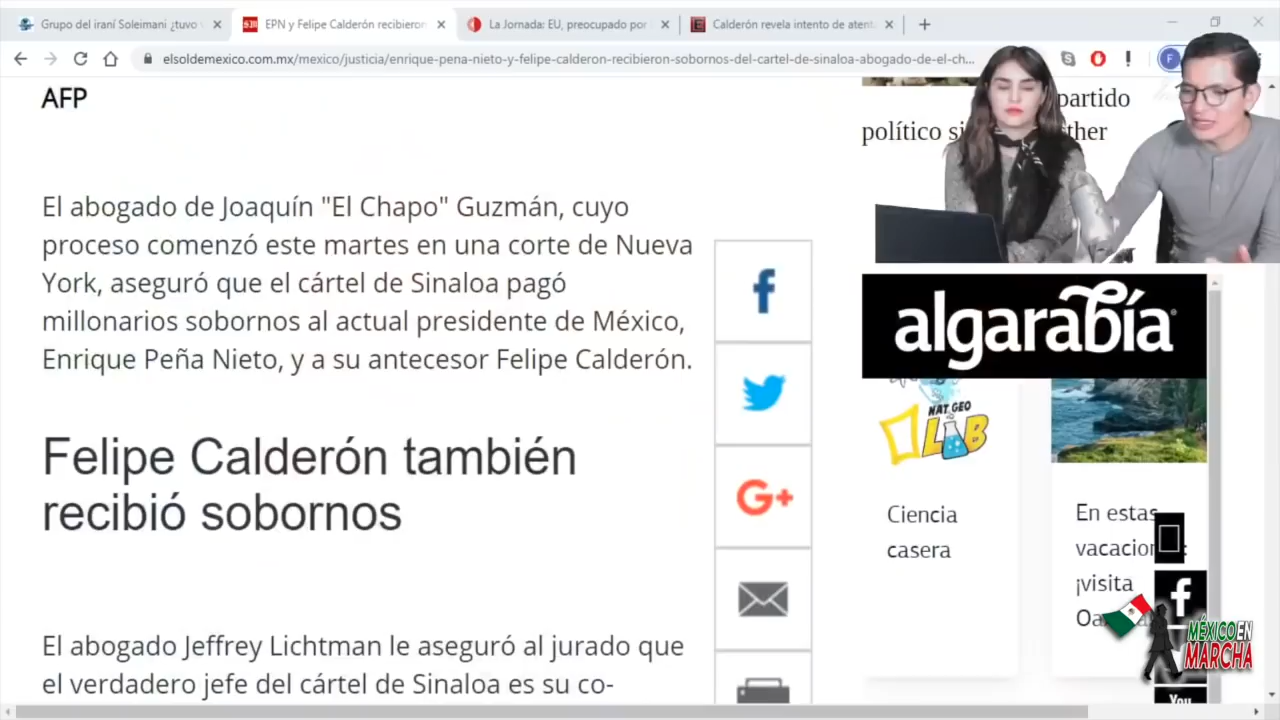 Grupo del iraní Soleimani ¿tuvo
EPN y Felipe Calderón recibieron
La Jornada: EU, preocupado por
Calderón revela intento de atent
elsoldemexico.com.mx/mexico/justicia/enrique-pena-nieto-y-felipe-calderon-recibieron-sobornos-del-cartel-de-sinaloa-abogado-de-el-ch...
AFP
El abogado de Joaquín "El Chapo" Guzmán, cuyo
proceso comenzó este martes en una corte de Nueva
York, aseguró que el cártel de Sinaloa pagó
millonarios sobornos al actual presidente de México,
Enrique Peña Nieto, y a su antecesor Felipe Calderón.
Felipe Calderón también
recibió sobornos
El abogado Jeffrey Lichtman le aseguró al jurado que
el verdadero jefe del cártel de Sinaloa es su co-
G+
partido
político
algarabía
NAT GEO
LAB
Ciencia
casera
En estas
¡visita
MÉXICO EN
MARCHA
You